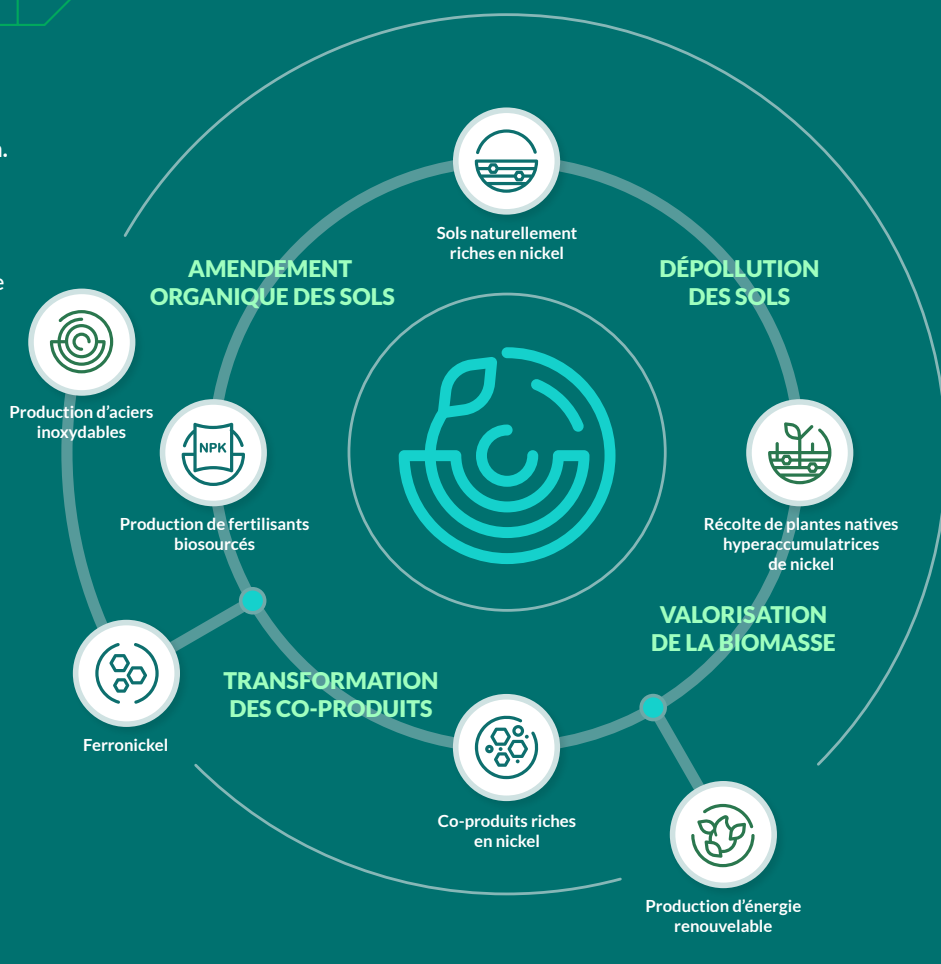 Sols naturellement
riches en nickel
AMENDEMENT
ORGANIQUE DES SOLS
DÉPOLLUTION
DES SOLS
Production d’aciers
inoxydables
NPK
Production de fertilisants
biosourcés
Récolte de plantes natives
hyperaccumulatrices
de nickel
VALORISATION
DE LA BIOMASSE
TRANSFORMATION
DES CO-PRODUITS
Ferronickel
Co-produits riches
en nickel
Production d’énergie
renouvelable